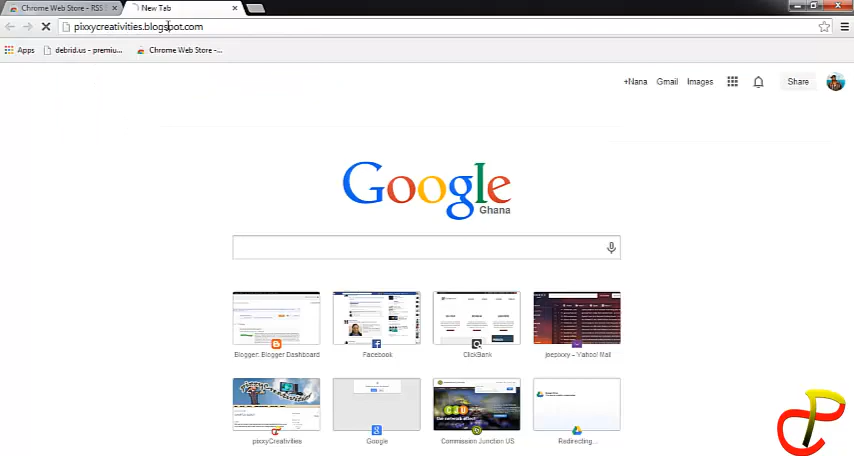 Chrome Web Store - RSS
New Tab
pixxycreativities.blogspot.com
Apps
debrid.us - premiu...
Chrome Web Store -...
+Nana
Gmail
Images
Share
Google
Ghana
Blogger: Blogger Dashboard
Facebook
ClickBank
joepixxy - Yahoo! Mail
pixxyCreativities
Google
Commission Junction US
Redirecting...